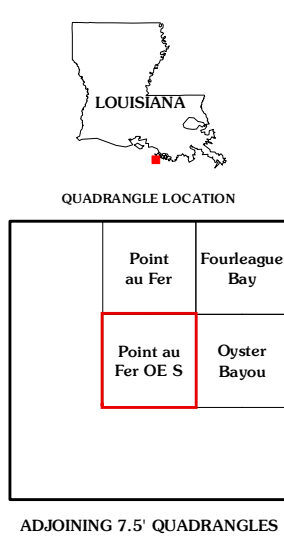 LOUISIANA
QUADRANGLE LOCATION
Point
au Fer
Fourleague
Bay
Point au
Fer OE S
Oyster
Bayou
ADJOINING 7.5' QUADRANGLES